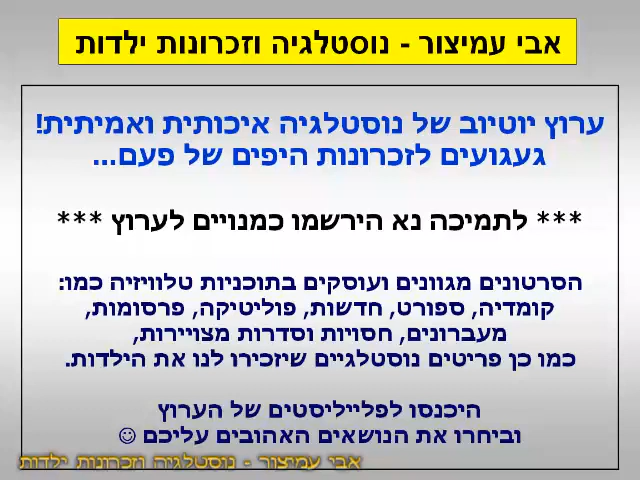 אבי עמיצור - נוסטלגיה וזכרונות ילדות
ערוץ יוטיוב של נוסטלגיה איכותית ואמיתית!
געגועים לזכרונות היפים של פעם...
*** לתמיכה נא הירשמו כמנויים לערוץ ***
הסרטונים מגוונים ועוסקים בתוכניות טלוויזיה כמו:
קומדיה, ספורט, חדשות, פוליטיקה, פרסומות,
מעברונים, חסויות וסדרות מצויירות,
כמו כן פריטים נוסטלגיים שיזכירו לנו את הילדות.
היכנסו לפלייליסטים של הערוץ
וביחרו את הנושאים האהובים עליכם ☺
אבי עמיצור - נוסטלגיה וזכרונות ילדות